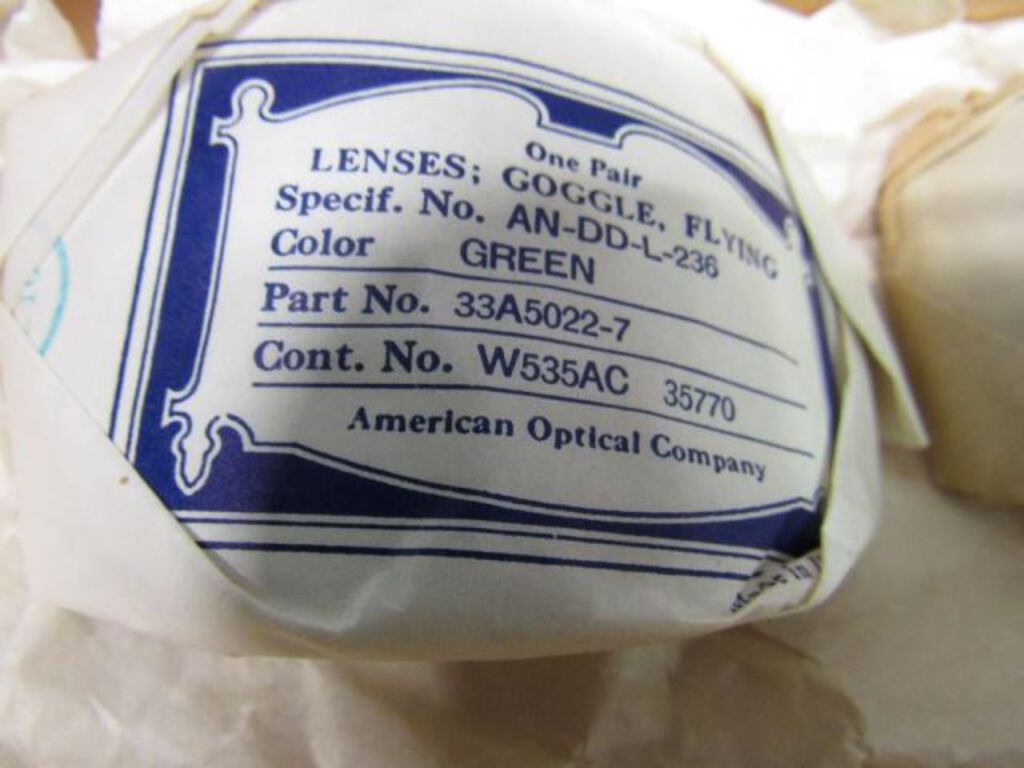 One Pair
LENSES; GOGGLE, FLYING
Specif. No. AN-DD-L-236
Color GREEN
Part No. 33A5022-7
Cont. No. W535AC 35770
American Optical Company